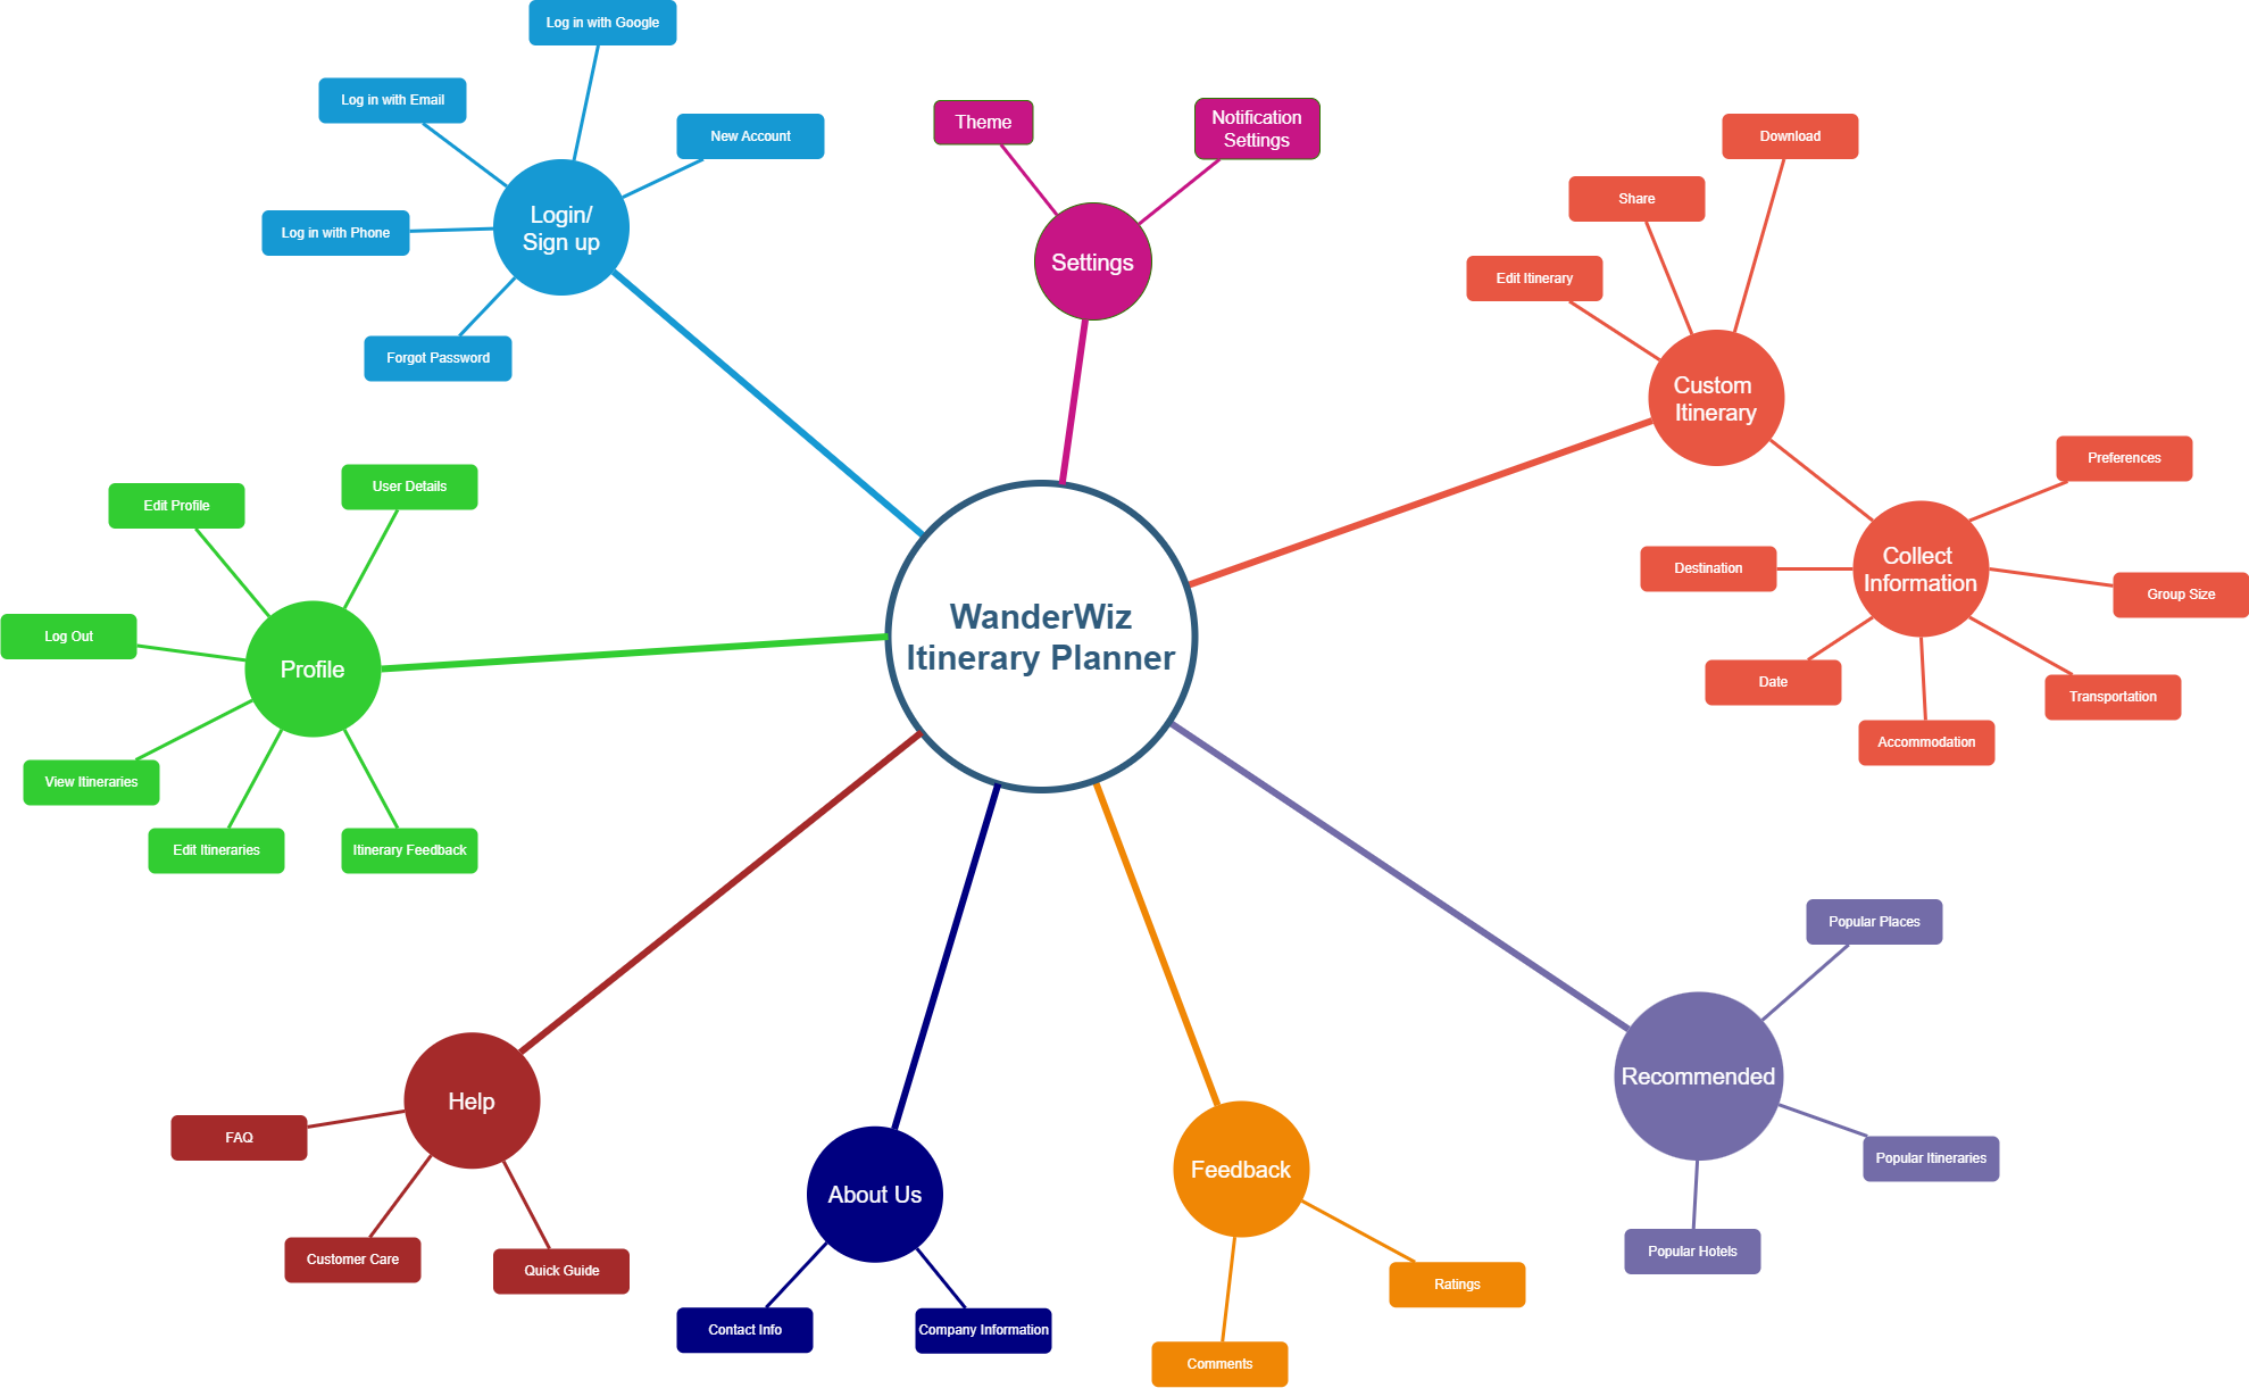 Log in with Google
Log in with Email
New Account
Log in with Phone
Login/
Sign up
Forgot Password
Theme
Notification
Settings
Settings
Download
Share
Edit Itinerary
Custom
Itinerary
Preferences
Collect
Information
Destination
Group Size
Date
Transportation
Accommodation
WanderWiz
Itinerary Planner
User Details
Edit Profile
Log Out
Profile
View Itineraries
Edit Itineraries
Itinerary Feedback
Popular Places
Recommended
Popular Itineraries
Popular Hotels
Help
FAQ
Customer Care
Quick Guide
About Us
Contact Info
Company Information
Feedback
Ratings
Comments